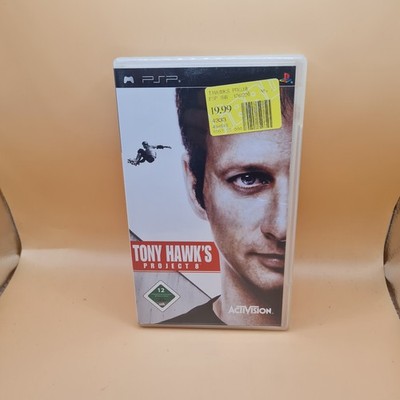 PSP
19.99
TONY HAWK'S
PROJECT 8
12
ACTIVISION